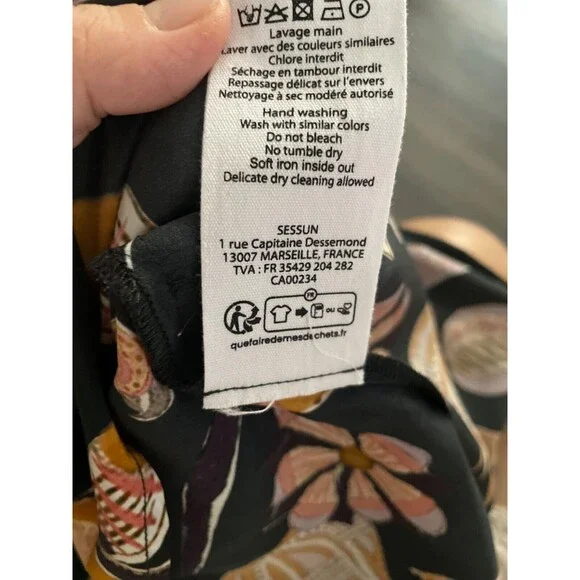 P
Lavage main
Laver avec des couleurs similaires
Chlore interdit
Séchage en tambour interdit
Repassage délicat sur l'envers
Nettoyage à sec modéré autorisé
Hand washing
Wash with similar colors
Do not bleach
No tumble dry
Soft iron inside out
Delicate dry cleaning allowed
SESSUN
1 rue Capitaine Dessemond
13007 MARSEILLE, FRANCE
TVA : FR 35429 204 282
CA00234
FR
OU
quefairedemesdechets.fr